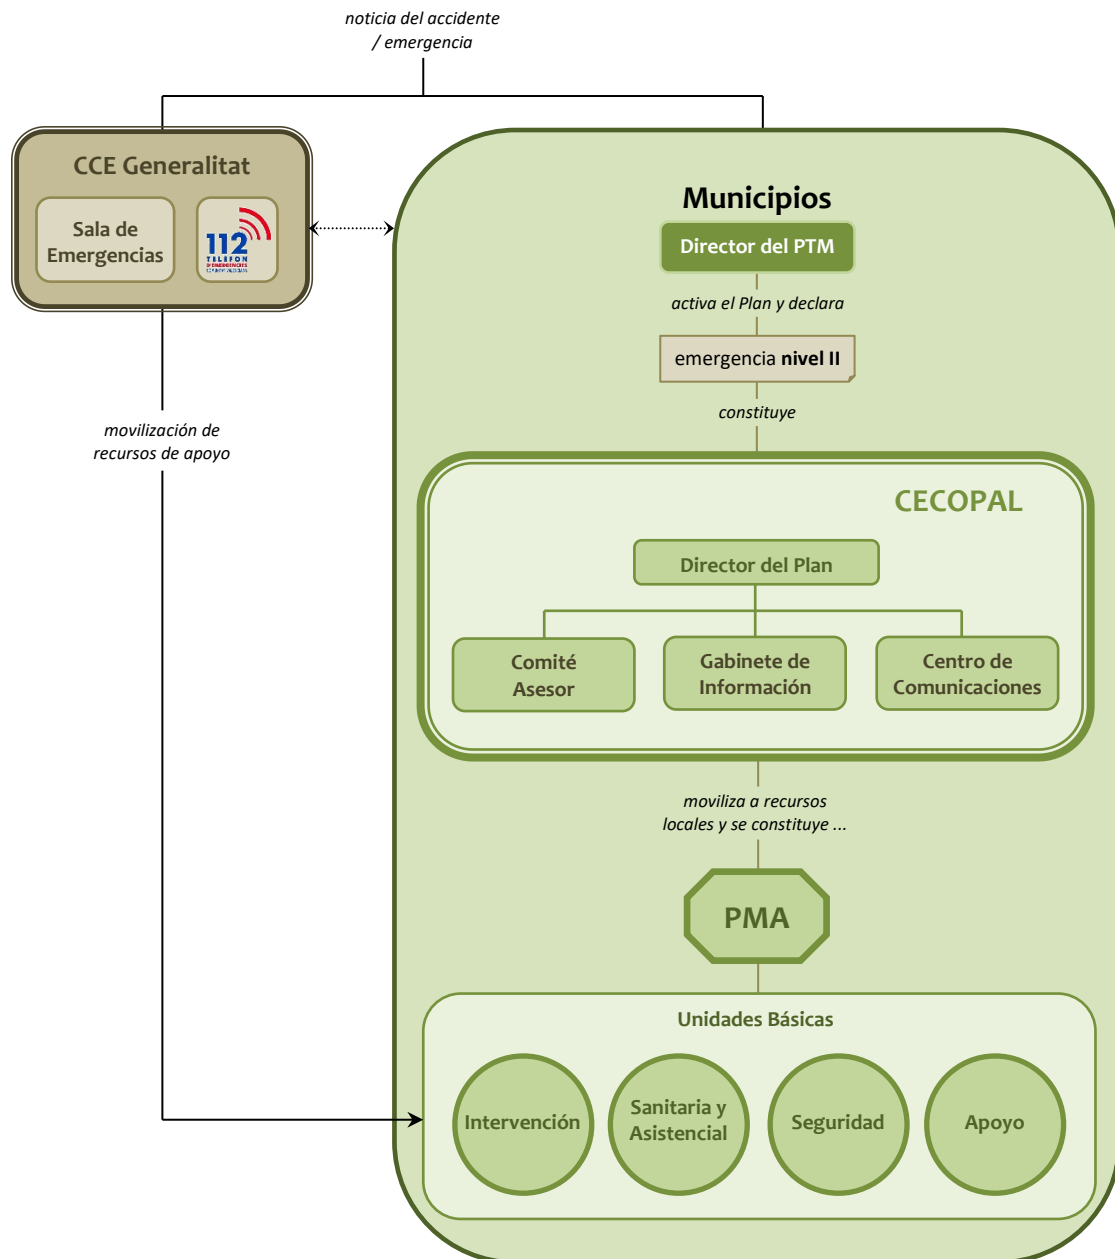 noticia del accidente
/ emergencia
CCE Generalitat
Sala de
Emergencias
112
TELÈFON
D'EMERGÈNCIES
Municipios
Director del PTM
activa el Plan y declara
emergencia nivel II
constituye
movilización de
recursos de apoyo
CECOPAL
Director del Plan
Comité
Asesor
Gabinete de
Información
Centro de
Comunicaciones
moviliza a recursos
locales y se constituye ...
PMA
Unidades Básicas
Intervención
Sanitaria y
Asistencial
Seguridad
Apoyo